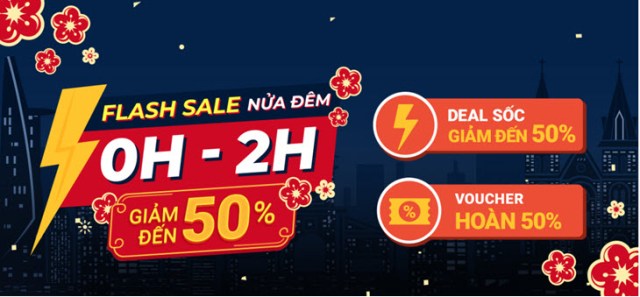 FLASH SALE NỬA ĐÊM
0H - 2H
GIẢM ĐẾN 50%
DEAL SỐC
GIẢM ĐẾN 50%
VOUCHER
HOÀN 50%